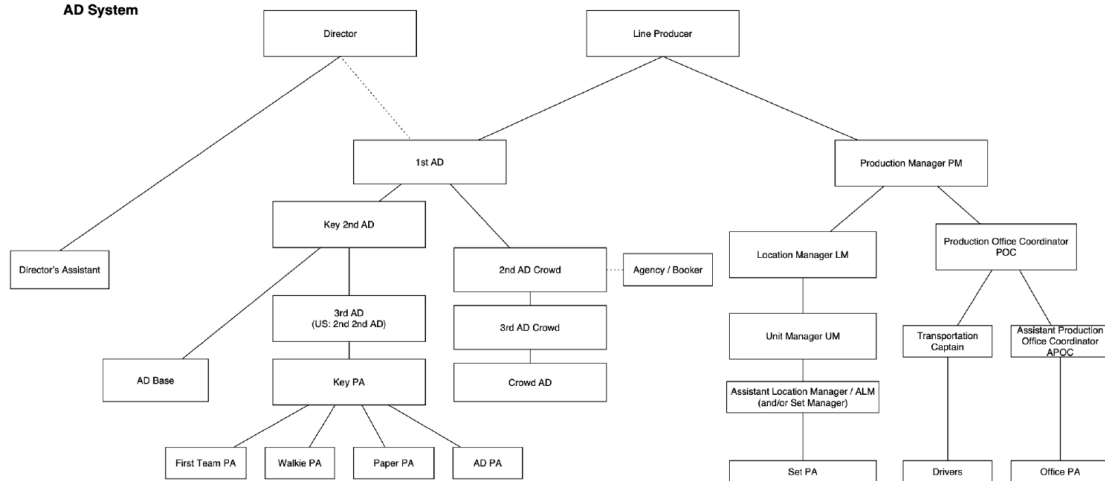 AD System
Director
Line Producer
1st AD
Production Manager PM
Key 2nd AD
Director's Assistant
2nd AD Crowd
Agency / Booker
Location Manager LM
Production Office Coordinator
POC
3rd AD
(US: 2nd 2nd AD)
3rd AD Crowd
Unit Manager UM
Transportation
Captain
Assistant Production
Office Coordinator
APOC
AD Base
Key PA
Crowd AD
Assistant Location Manager / ALM
(and/or Set Manager)
First Team PA
Walkie PA
Paper PA
AD PA
Set PA
Drivers
Office PA